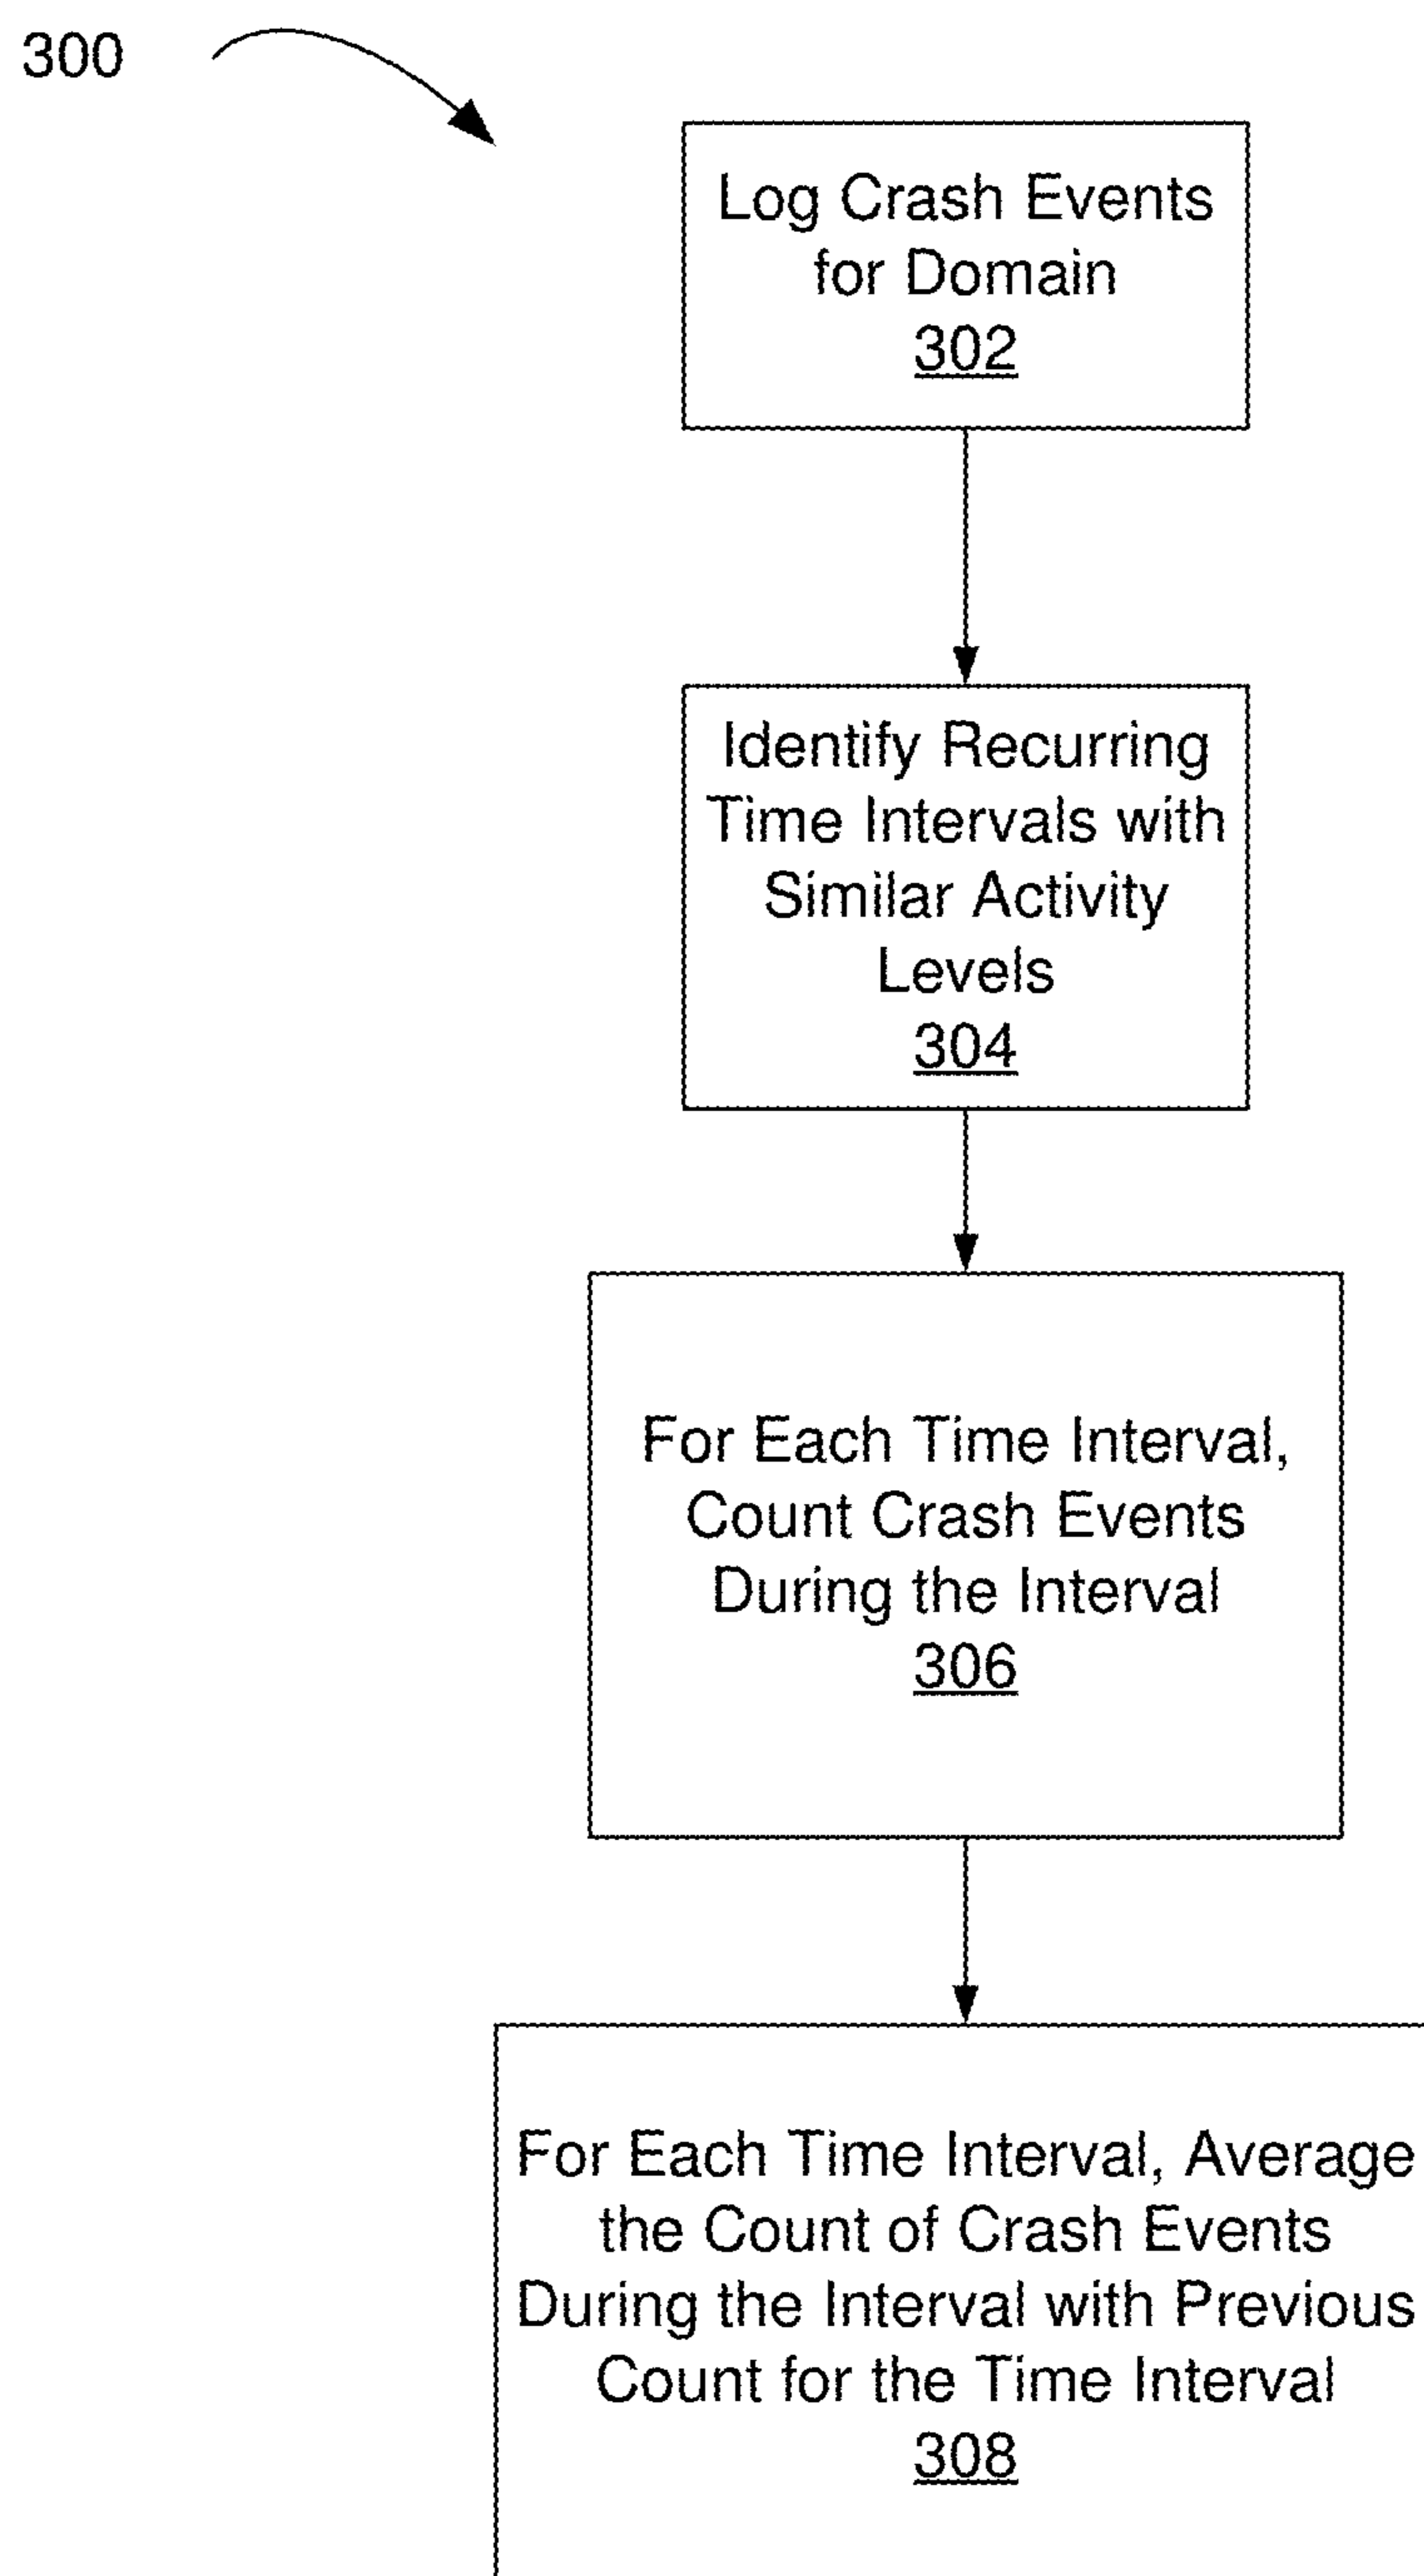 300
Log Crash Events
for Domain
302
Identify Recurring
Time Intervals with
Similar Activity
Levels
304
For Each Time Interval,
Count Crash Events
During the Interval
306
For Each Time Interval, Average
the Count of Crash Events
During the Interval with Previous
Count for the Time Interval
308